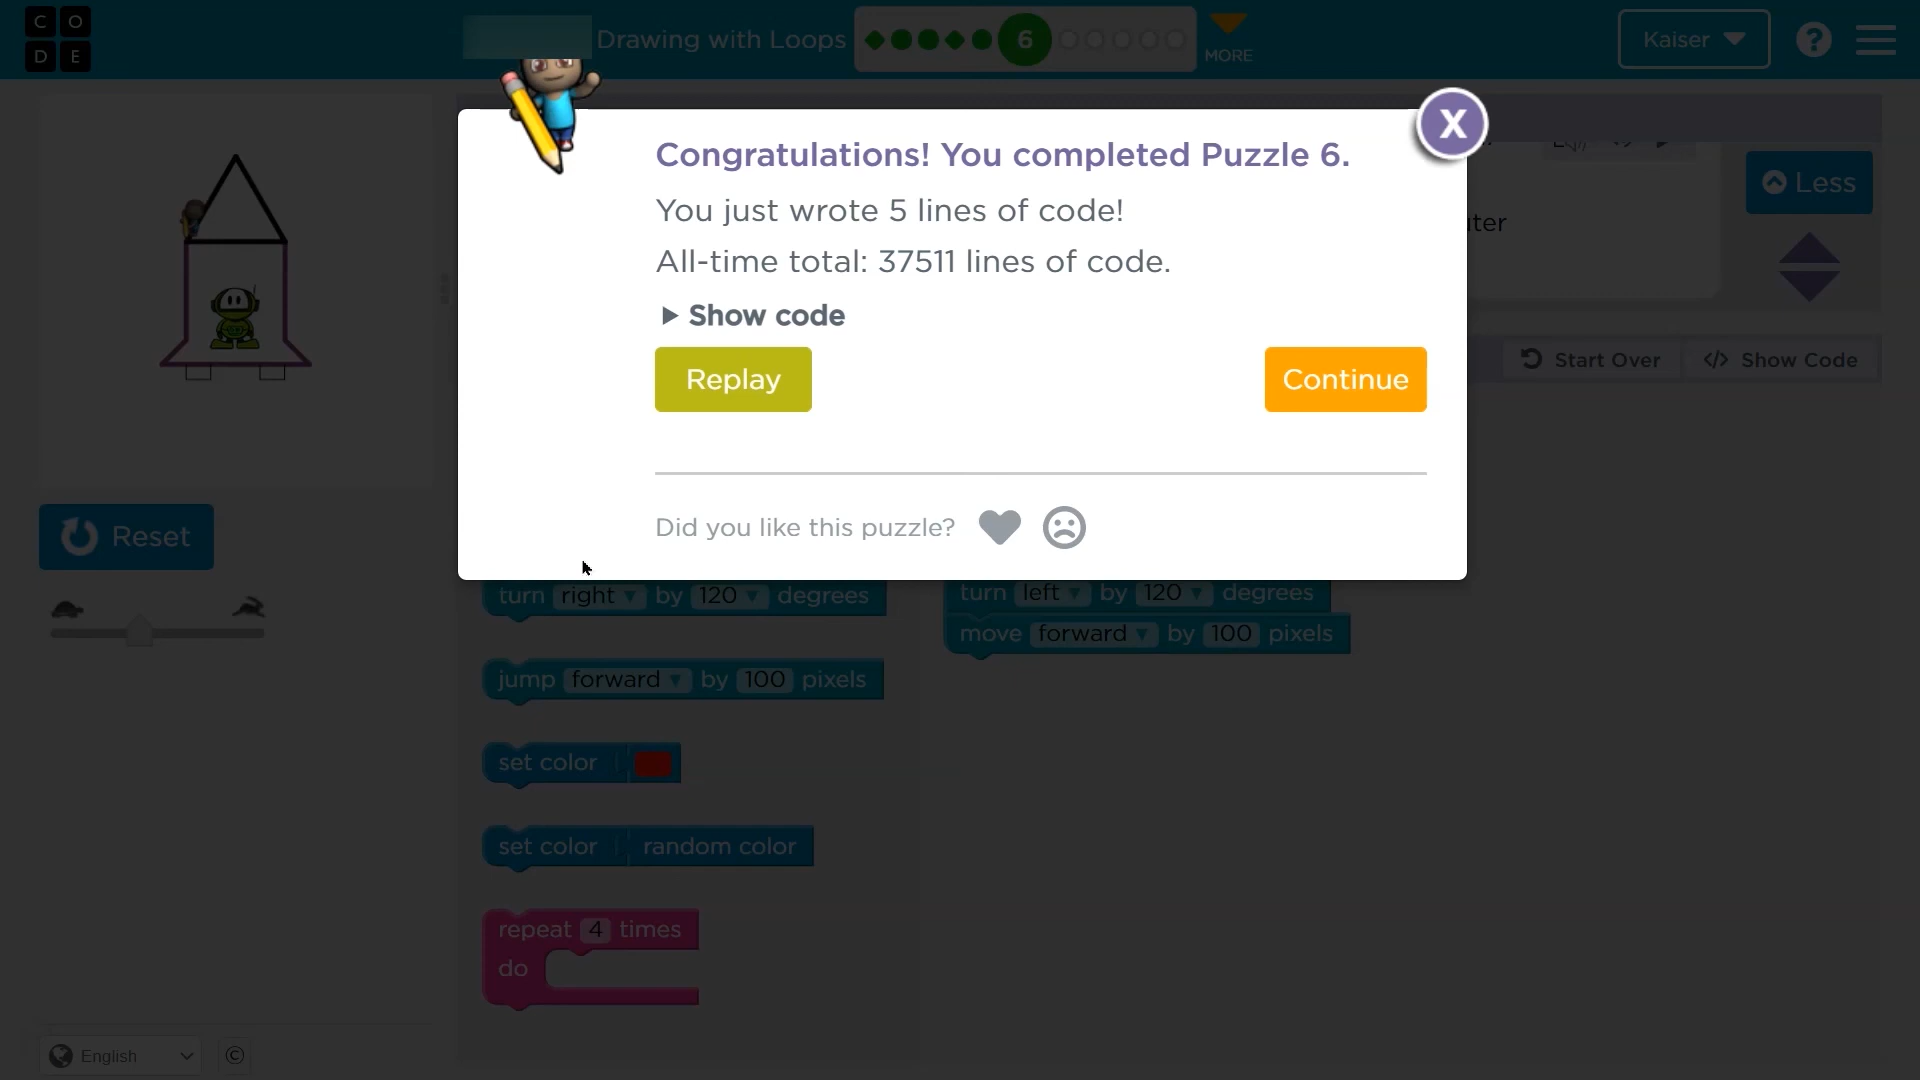 C O
D E
Drawing with Loops
6
MORE
Kaiser
?
X
Congratulations! You completed Puzzle 6.
You just wrote 5 lines of code!
All-time total: 37511 lines of code.
Show code
Replay
Continue
Did you like this puzzle?
Less
Start Over
</> Show Code
Reset
turn right by 120 degrees
turn left by 120 degrees
move forward by 100 pixels
jump forward by 100 pixels
set color
set color random color
repeat 4 times
do
English
©